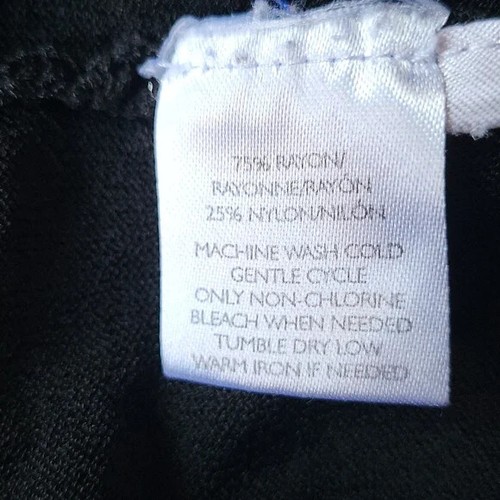 75% RAYON/
RAYONNE/RAYÓN
25% NYLON/NILÓN
MACHINE WASH COLD
GENTLE CYCLE
ONLY NON-CHLORINE
BLEACH WHEN NEEDED
TUMBLE DRY LOW
WARM IRON IF NEEDED